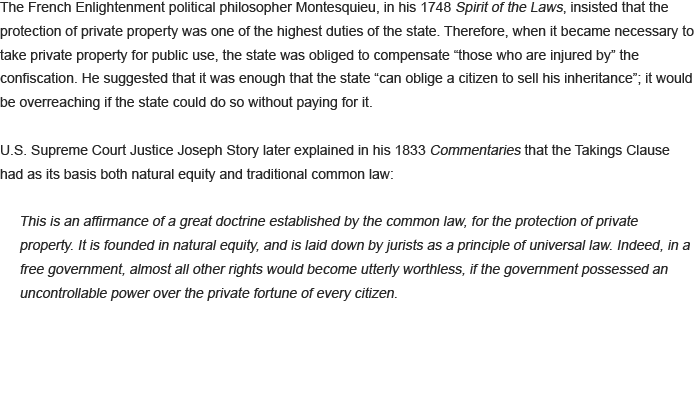 The French Enlightenment political philosopher Montesquieu, in his 1748 Spirit of the Laws, insisted that the
protection of private property was one of the highest duties of the state. Therefore, when it became necessary to
take private property for public use, the state was obliged to compensate “those who are injured by” the
confiscation. He suggested that it was enough that the state “can oblige a citizen to sell his inheritance”; it would
be overreaching if the state could do so without paying for it.
U.S. Supreme Court Justice Joseph Story later explained in his 1833 Commentaries that the Takings Clause
had as its basis both natural equity and traditional common law:
This is an affirmance of a great doctrine established by the common law, for the protection of private
property. It is founded in natural equity, and is laid down by jurists as a principle of universal law. Indeed, in a
free government, almost all other rights would become utterly worthless, if the government possessed an
uncontrollable power over the private fortune of every citizen.